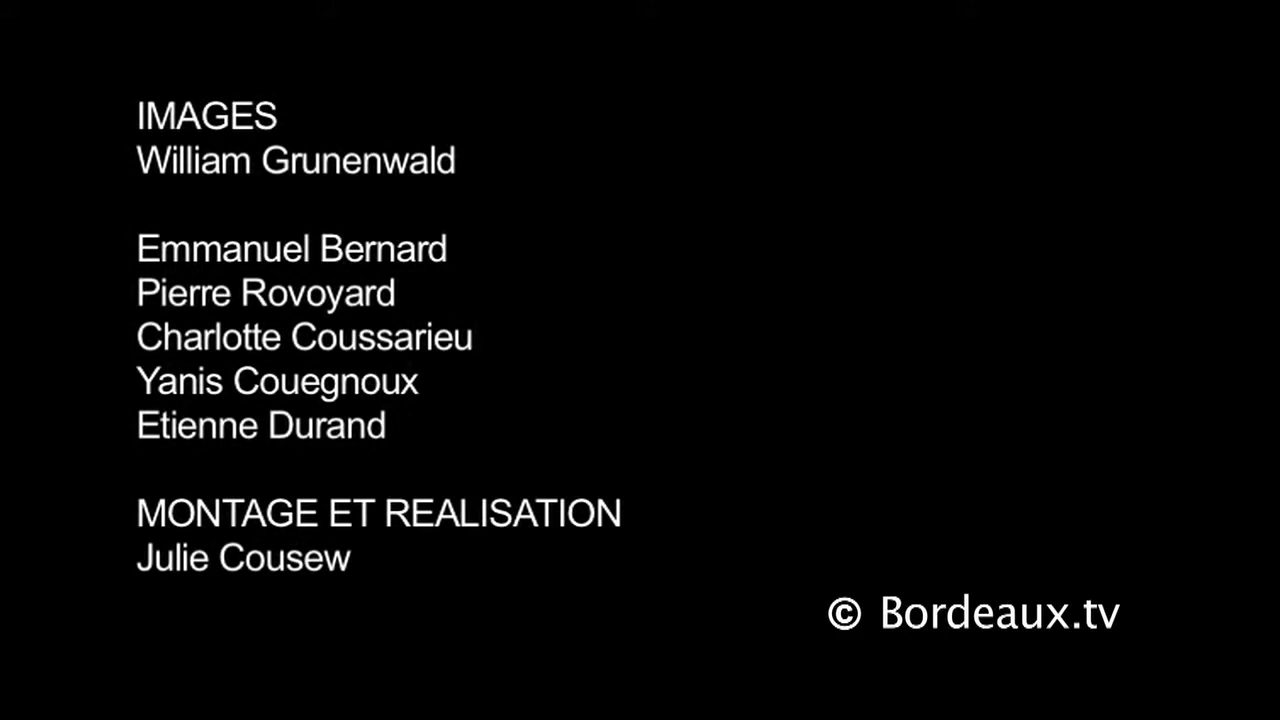 IMAGES
William Grunenwald
Emmanuel Bernard
Pierre Rovoyard
Charlotte Coussarieu
Yanis Couegnoux
Etienne Durand
MONTAGE ET REALISATION
Julie Cousew
© Bordeaux.tv